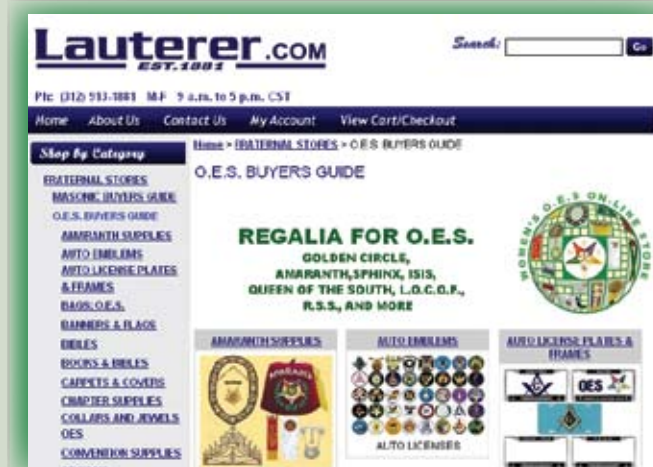 Lauterer.COM
EST.1881
Search:
Go
Ph: (312) 913-1881 M-F 9 a.m. to 5 p.m. CST
Home About Us Contact Us My Account View Cart/Checkout
Shop by Category
Home > FRATERNAL STORES > O.E.S. BUYERS GUIDE
FRATERNAL STORES
MASONIC BUYERS GUIDE
O.E.S. BUYERS GUIDE
AMARANTH SUPPLIES
AUTO EMBLEMS
AUTO LICENSE PLATES
& FRAMES
BAGS: O.E.S.
BANNERS & FLAGS
BIBLES
BOOKS & BIBLES
CARPETS & COVERS
CHAPTER SUPPLIES
COLLARS AND JEWELS
OES
CONVENTION SUPPLIES
O.E.S. BUYERS GUIDE
REGALIA FOR O.E.S.
GOLDEN CIRCLE,
AMARANTH,SPHINX, ISIS,
QUEEN OF THE SOUTH, L.O.C.O.F.,
R.S.S., AND MORE
WOMEN'S O.E.S ON-LINE STORE
AMARANTH SUPPLIES
AUTO EMBLEMS
AUTO LICENSE PLATES &
FRAMES
AMARANTH
AUTO LICENSES
OES